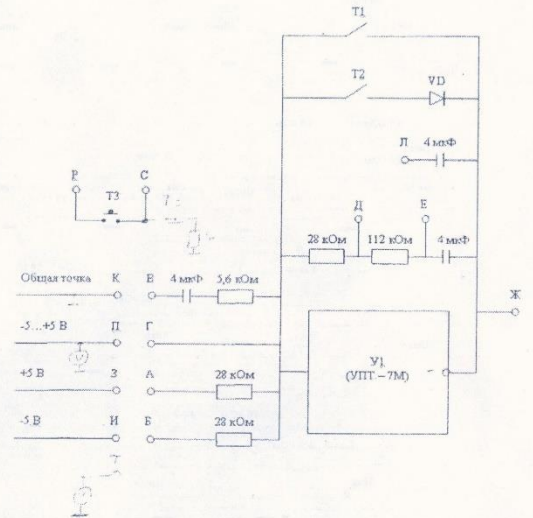 Т1
Т2 VD
Л 4 мкФ
Р Т3 С
Д Е
28 кОм 112 кОм 4 мкФ
Общая точка К В 4 мкФ 5,6 кОм
Ж
-5...+5 В П Г
У1
(УПТ – 7М)
+5 В З А 28 кОм
-5 В И Б 28 кОм